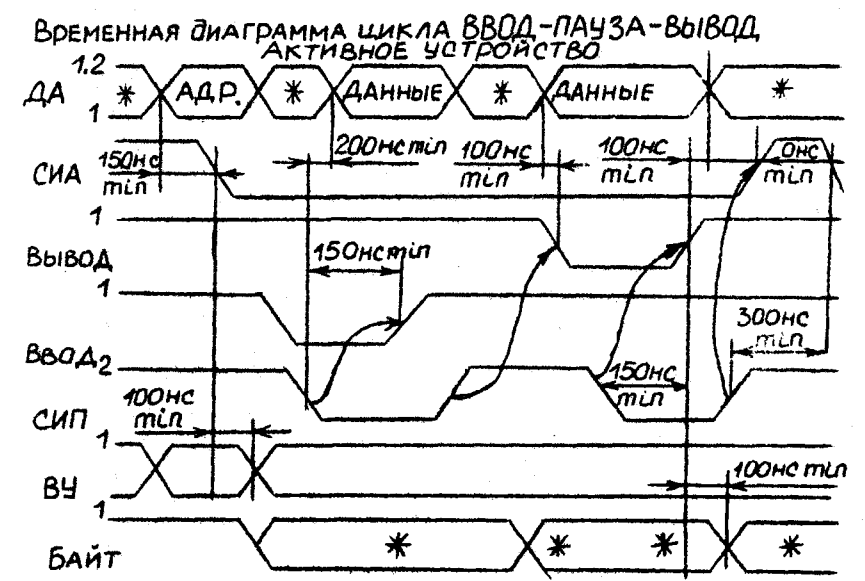 Временная диаграмма цикла ВВОД-ПАУЗА-ВЫВОД
Активное устройство
1.2
ДА * АДР. * ДАННЫЕ * ДАННЫЕ *
1
150нс min 200нс min 100нс min 100нс min 0нс min
СИА
1
ВЫВОД 150нс min
1
300нс min
ВВОД
2
150нс min
100нс min
СИП
1
ВУ 100нс min
1
БАЙТ * * * *